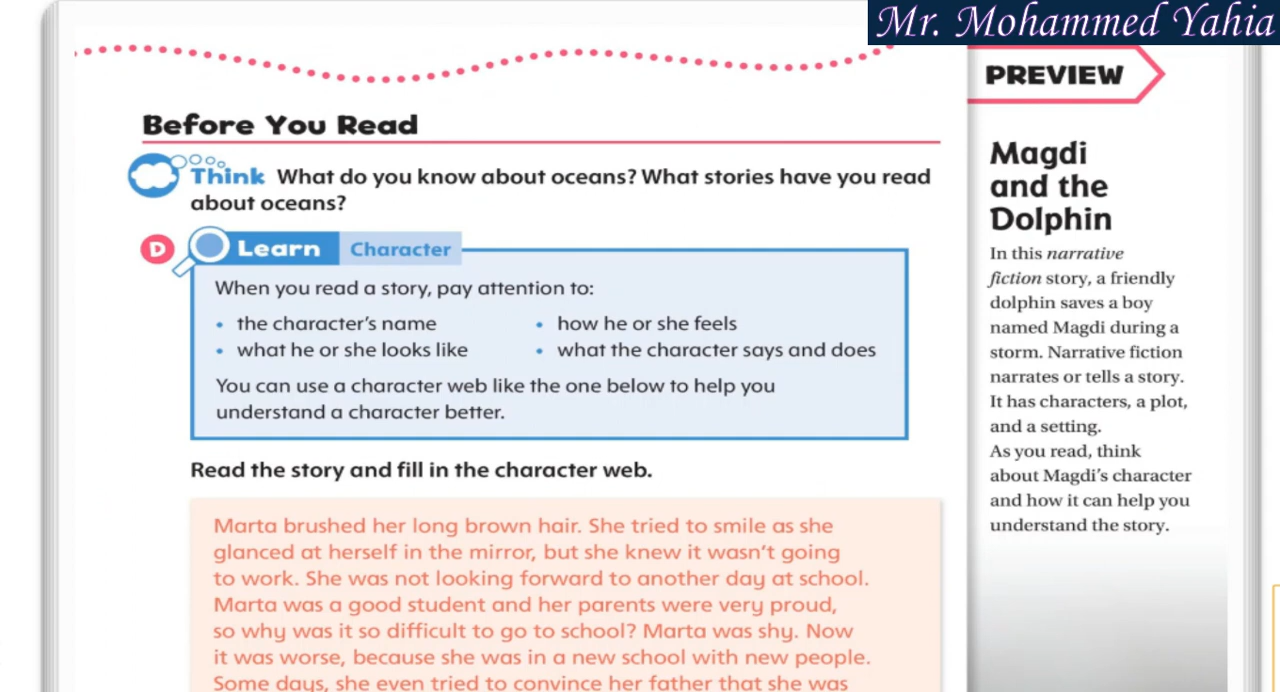 Mr. Mohammed Yahia
Before You Read
Think What do you know about oceans? What stories have you read
about oceans?
D Learn Character
When you read a story, pay attention to:
• the character's name
• what he or she looks like
• how he or she feels
• what the character says and does
You can use a character web like the one below to help you
understand a character better.
Read the story and fill in the character web.
Marta brushed her long brown hair. She tried to smile as she
glanced at herself in the mirror, but she knew it wasn't going
to work. She was not looking forward to another day at school.
Marta was a good student and her parents were very proud,
so why was it so difficult to go to school? Marta was shy. Now
it was worse, because she was in a new school with new people.
Some days, she even tried to convince her father that she was
PREVIEW
Magdi
and the
Dolphin
In this narrative
fiction story, a friendly
dolphin saves a boy
named Magdi during a
storm. Narrative fiction
narrates or tells a story.
It has characters, a plot,
and a setting.
As you read, think
about Magdi's character
and how it can help you
understand the story.